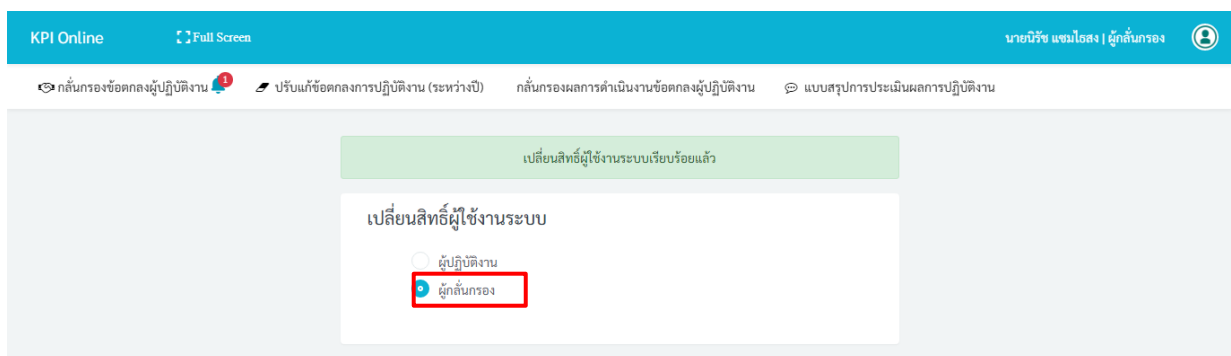 KPI Online Full Screen นายนิรัช แซมไธสง | ผู้กลั่นกรอง
กลั่นกรองข้อตกลงผู้ปฏิบัติงาน 1 ปรับแก้ข้อตกลงการปฏิบัติงาน (ระหว่างปี) กลั่นกรองผลการดำเนินงานข้อตกลงผู้ปฏิบัติงาน แบบสรุปการประเมินผลการปฏิบัติงาน
เปลี่ยนสิทธิ์ผู้ใช้งานระบบเรียบร้อยแล้ว
เปลี่ยนสิทธิ์ผู้ใช้งานระบบ
ผู้ปฏิบัติงาน
ผู้กลั่นกรอง